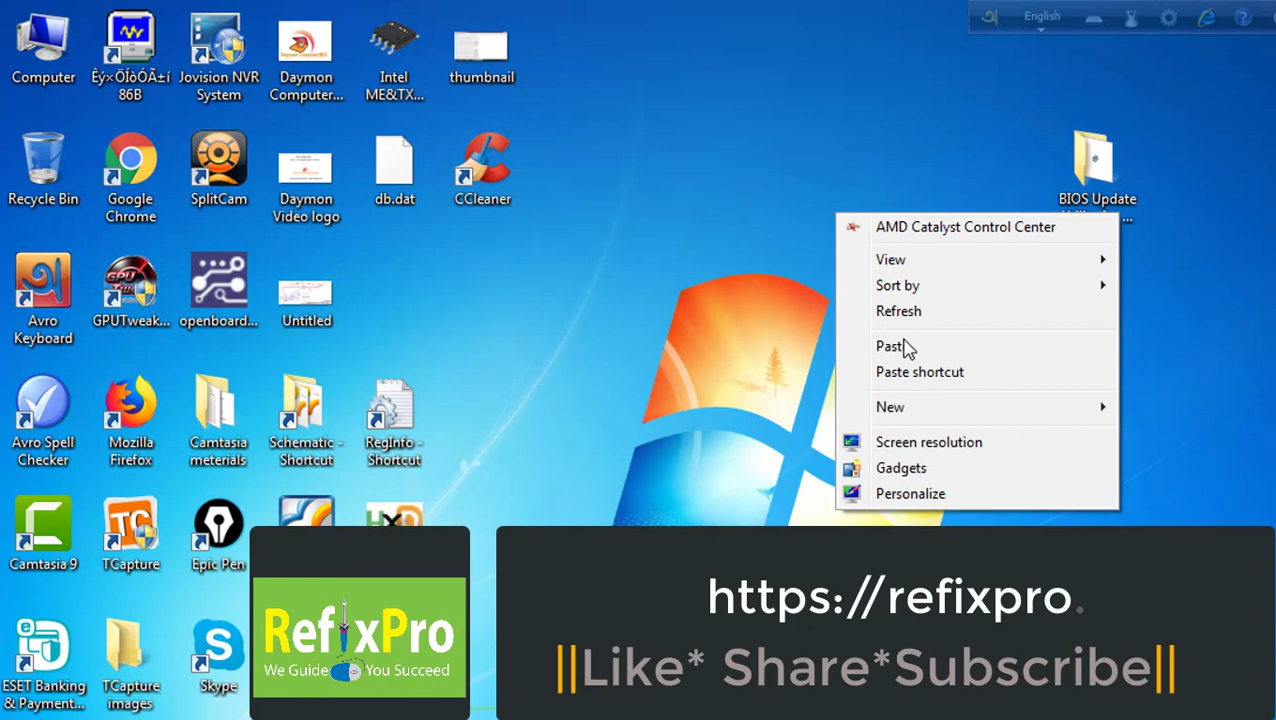 English
Computer
Êý×ÖÎïÒÓÃ±í
86B
Jovision NVR
System
Daymon
Computer...
Intel
ME&TX...
thumbnail
Recycle Bin
Google
Chrome
SplitCam
Daymon
Video logo
db.dat
CCleaner
BIOS Update
AMD Catalyst Control Center
View
Sort by
Refresh
Past
Paste shortcut
New
Screen resolution
Gadgets
Personalize
Avro
Keyboard
GPUTweak...
openboard...
Untitled
Avro Spell
Checker
Mozilla
Firefox
Camtasia
meterials
Schematic -
Shortcut
RegInfo -
Shortcut
Camtasia 9
TCapture
Epic Pen
HxD
ESET Banking
& Payment...
TCapture
images
Skype
RefixPro
We Guide You Succeed
https://refixpro.
||Like* Share*Subscribe||